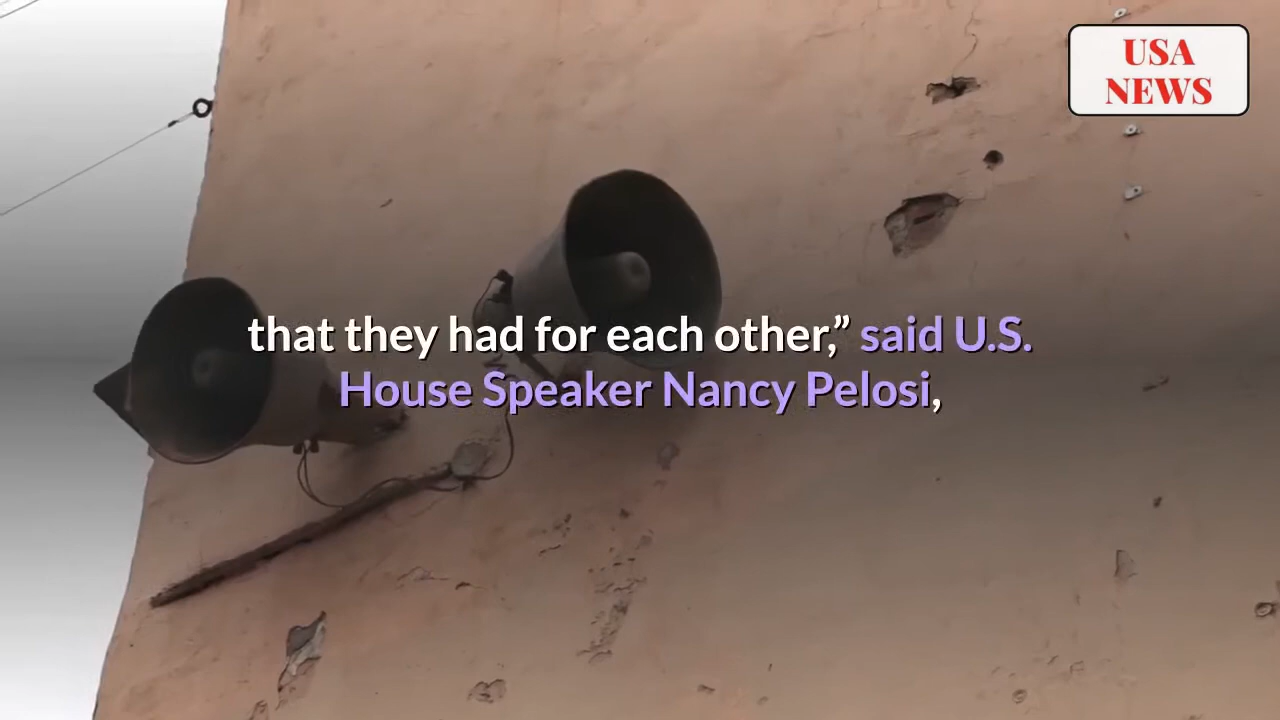 USA
NEWS
that they had for each other,” said U.S.
House Speaker Nancy Pelosi,